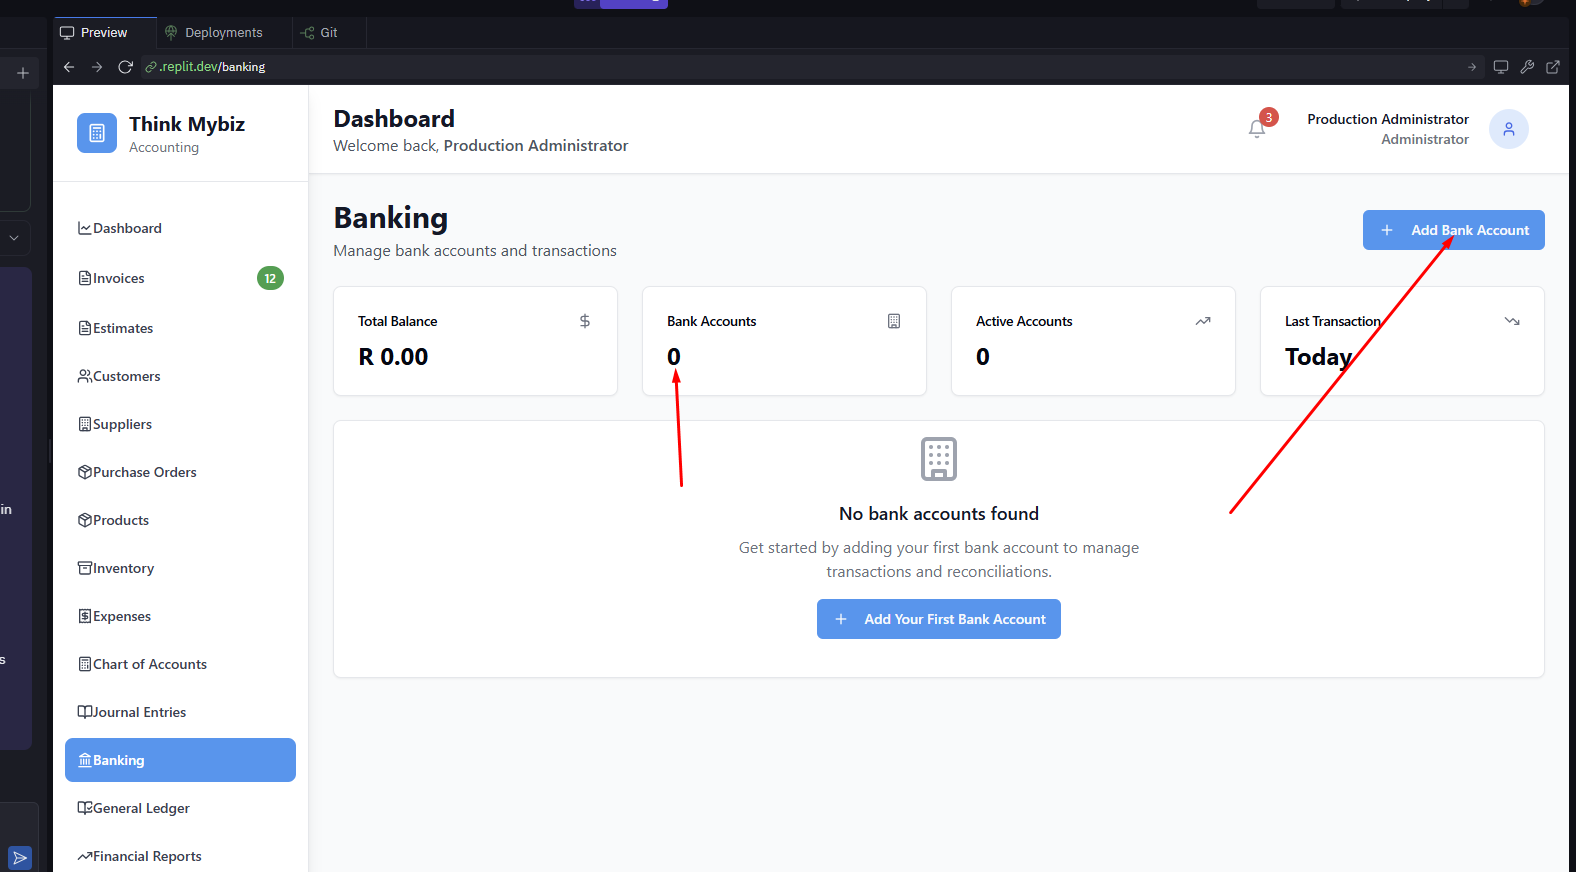 Preview
Deployments
Git
.replit.dev/banking
Think Mybiz
Accounting
Dashboard
Welcome back, Production Administrator
3
Production Administrator
Administrator
Dashboard
Invoices
12
Estimates
Customers
Suppliers
Purchase Orders
Products
Inventory
Expenses
Chart of Accounts
Journal Entries
Banking
General Ledger
Financial Reports
Banking
Manage bank accounts and transactions
Add Bank Account
Total Balance
R 0.00
Bank Accounts
0
Active Accounts
0
Last Transaction
Today
No bank accounts found
Get started by adding your first bank account to manage
transactions and reconciliations.
Add Your First Bank Account
in
s